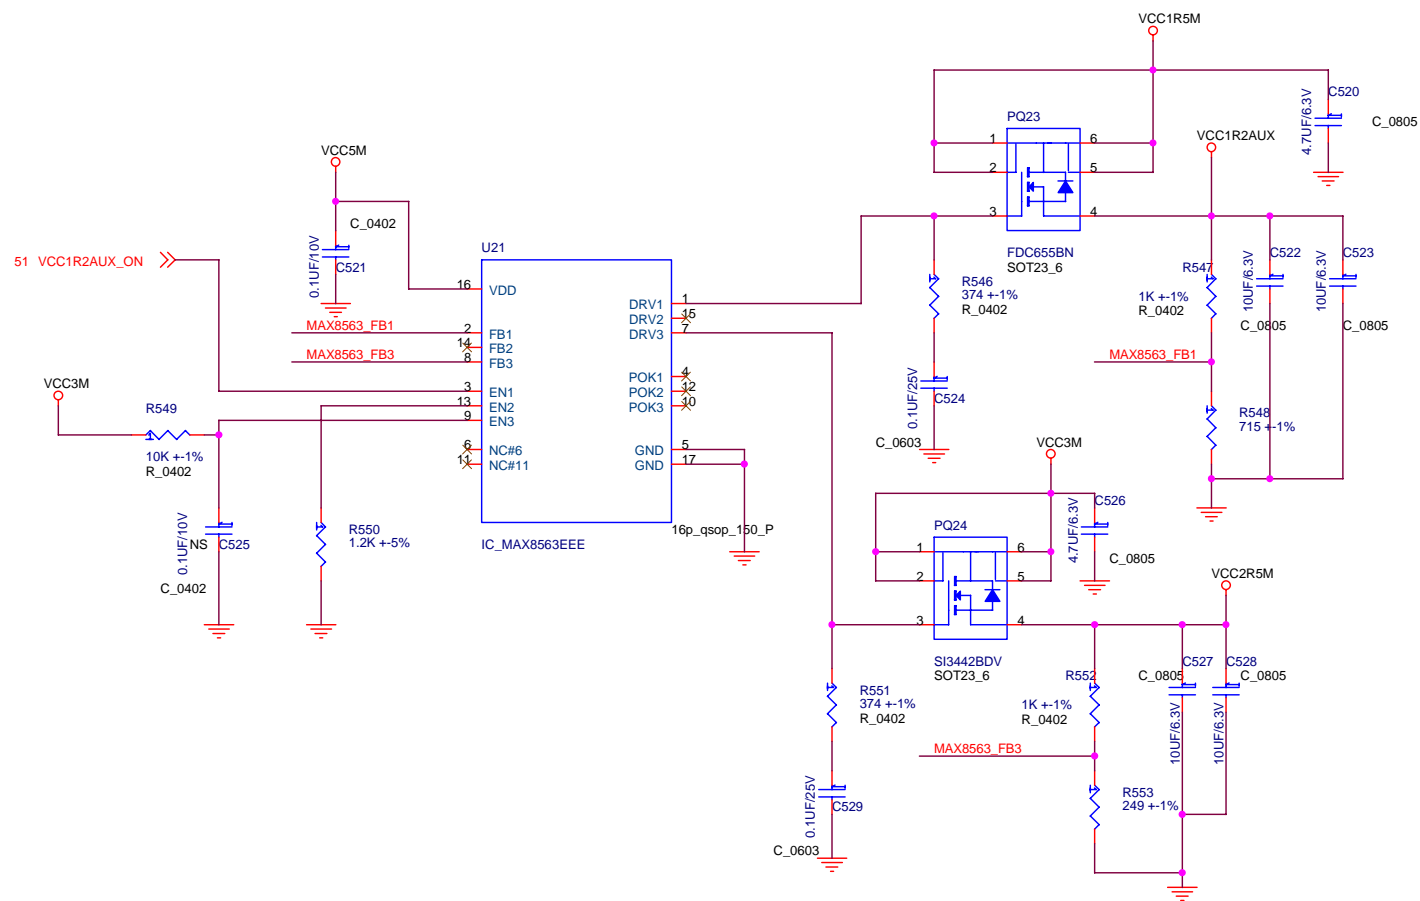 VCC1R5M
C520
4.7UF/6.3V
C_0805
PQ23
1
6
2
5
3
4
FDC655BN
SOT23_6
VCC1R2AUX
VCC5M
C_0402
0.1UF/10V
C521
51 VCC1R2AUX_ON
U21
16 VDD
MAX8563_FB1
2 FB1
14 FB2
MAX8563_FB3
8 FB3
3 EN1
13 EN2
9 EN3
6 NC#6
11 NC#11
DRV1 1
DRV2 15
DRV3 7
POK1 4
POK2 12
POK3 10
GND 5
GND 17
IC_MAX8563EEE
16p_qsop_150_P
VCC3M
R549
10K +-1%
R_0402
0.1UF/10V
NS
C525
C_0402
R550
1.2K +-5%
R546
374 +-1%
R_0402
0.1UF/25V
C524
C_0603
R547
1K +-1%
R_0402
MAX8563_FB1
R548
715 +-1%
C522
10UF/6.3V
C_0805
C523
10UF/6.3V
C_0805
VCC3M
C526
4.7UF/6.3V
C_0805
PQ24
1
6
2
5
3
4
SI3442BDV
SOT23_6
VCC2R5M
R551
374 +-1%
R_0402
0.1UF/25V
C529
C_0603
R552
1K +-1%
R_0402
MAX8563_FB3
R553
249 +-1%
C527
C_0805
10UF/6.3V
C528
C_0805
10UF/6.3V